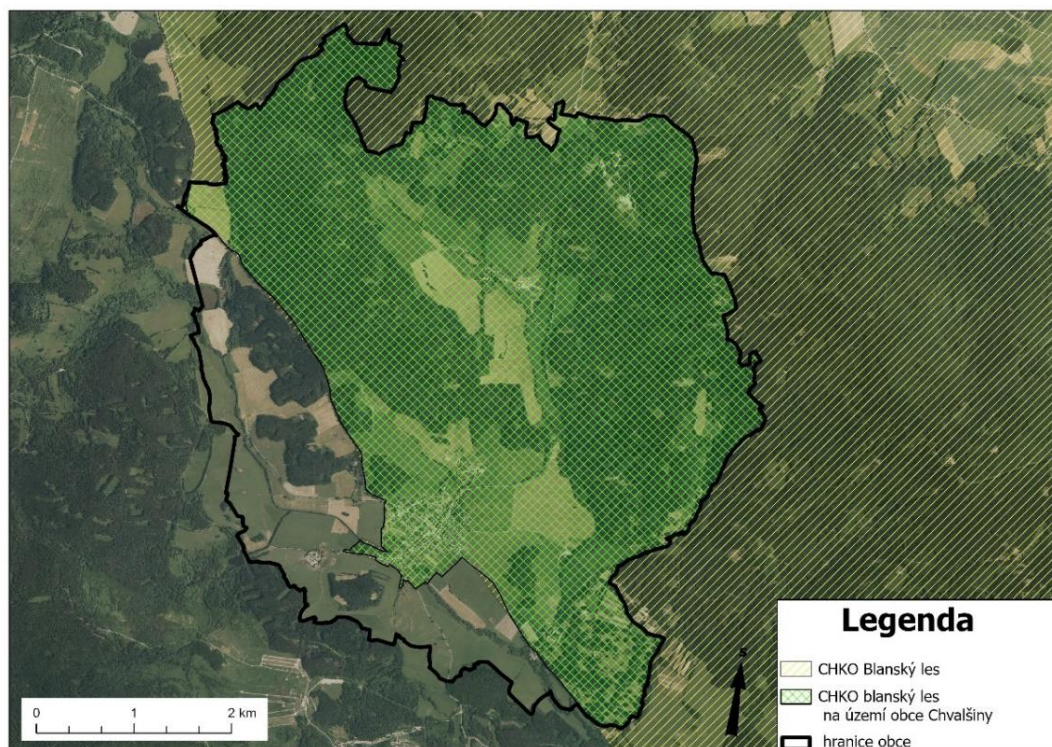 0 1 2 km
Legenda
S
CHKO Blanský les
CHKO blanský les
na území obce Chvalšiny
hranice obce